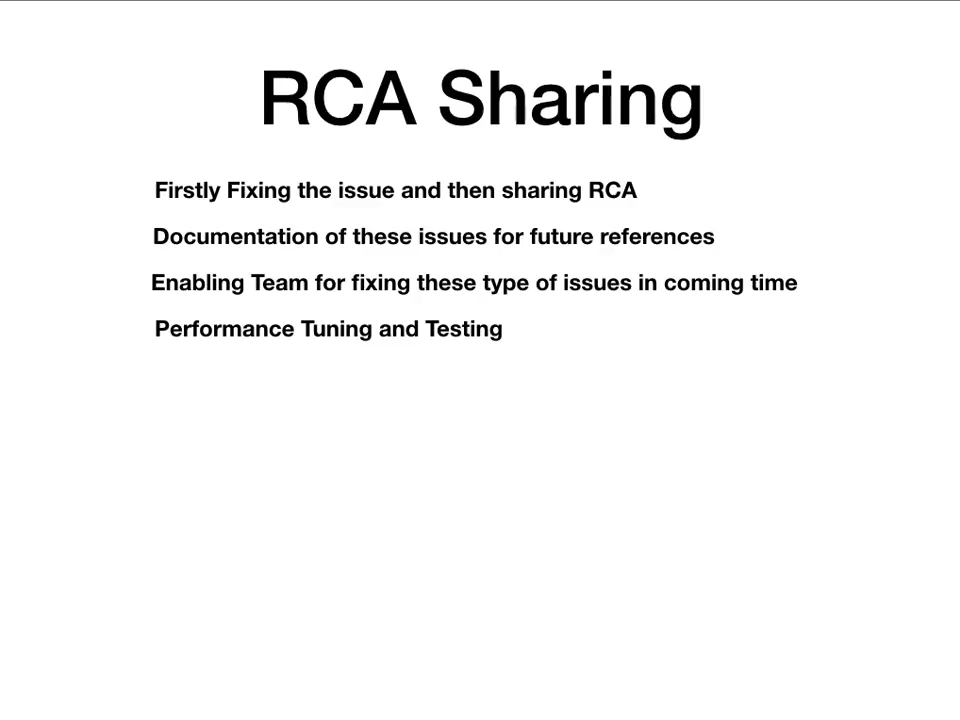 RCA Sharing
Firstly Fixing the issue and then sharing RCA
Documentation of these issues for future references
Enabling Team for fixing these type of issues in coming time
Performance Tuning and Testing